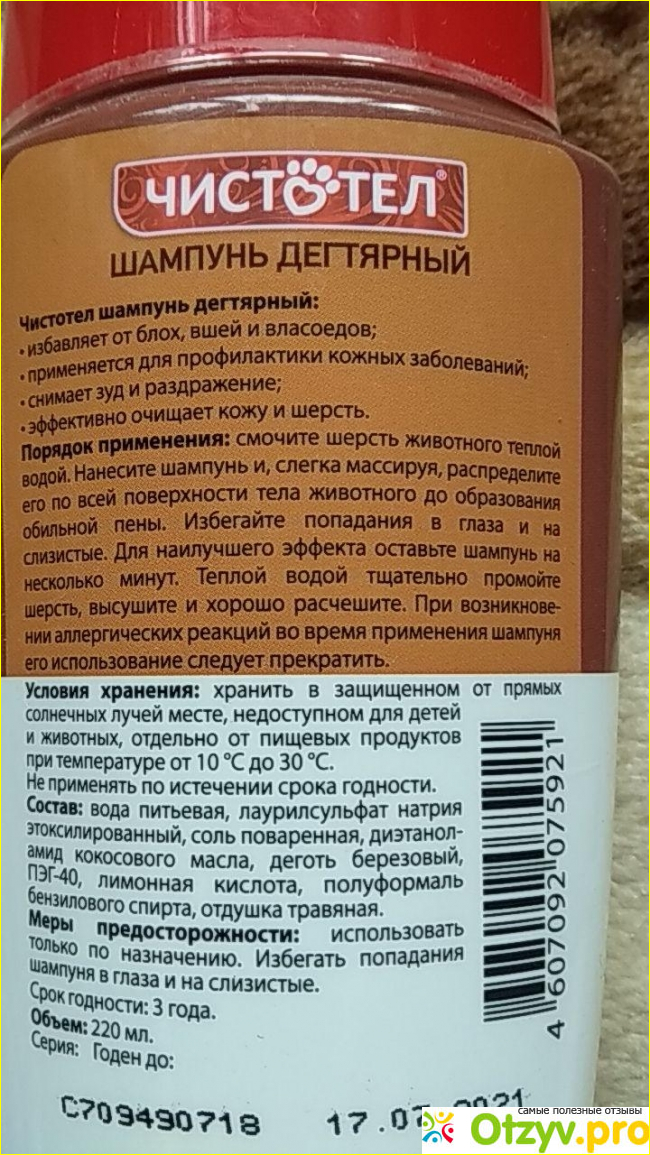 ЧИСТОТЕЛ®
ШАМПУНЬ ДЕГТЯРНЫЙ
Чистотел шампунь дегтярный:
• избавляет от блох, вшей и власоедов;
• применяется для профилактики кожных заболеваний;
• снимает зуд и раздражение;
• эффективно очищает кожу и шерсть.
Порядок применения: смочите шерсть животного теплой
водой. Нанесите шампунь и, слегка массируя, распределите
его по всей поверхности тела животного до образования
обильной пены. Избегайте попадания в глаза и на
слизистые. Для наилучшего эффекта оставьте шампунь на
несколько минут. Теплой водой тщательно промойте
шерсть, высушите и хорошо расчешите. При возникнове-
нии аллергических реакций во время применения шампуня
его использование следует прекратить.
Условия хранения: хранить в защищенном от прямых
солнечных лучей месте, недоступном для детей
и животных, отдельно от пищевых продуктов
при температуре от 10 °C до 30 °C.
Не применять по истечении срока годности.
Состав: вода питьевая, лаурилсульфат натрия
этоксилированный, соль поваренная, диэтанол-
амид кокосового масла, деготь березовый,
ПЭГ-40, лимонная кислота, полуформаль
бензилового спирта, отдушка травяная.
Меры предосторожности: использовать
только по назначению. Избегать попадания
шампуня в глаза и на слизистые.
Срок годности: 3 года.
Объем: 220 мл.
Серия: Годен до:
4 607092 075921
С709490718 17.07.2021
самые полезные отзывы
Otzyv.pro